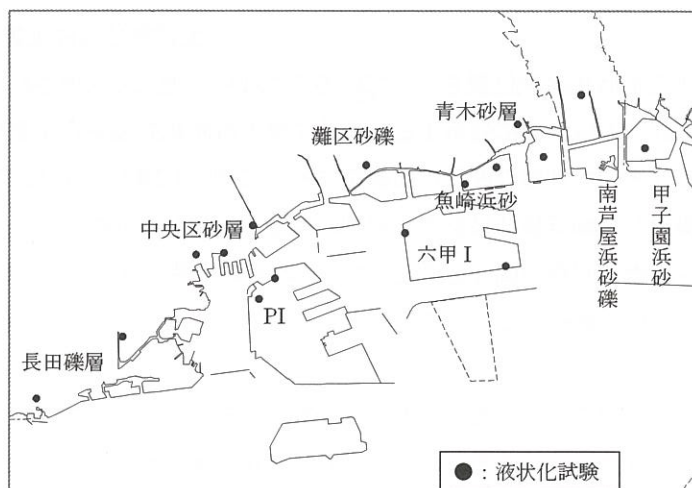 青木砂層
灘区砂礫
魚崎浜砂
南芦屋浜砂礫
甲子園浜砂
中央区砂層
六甲 I
PI
長田礫層
●：液状化試験